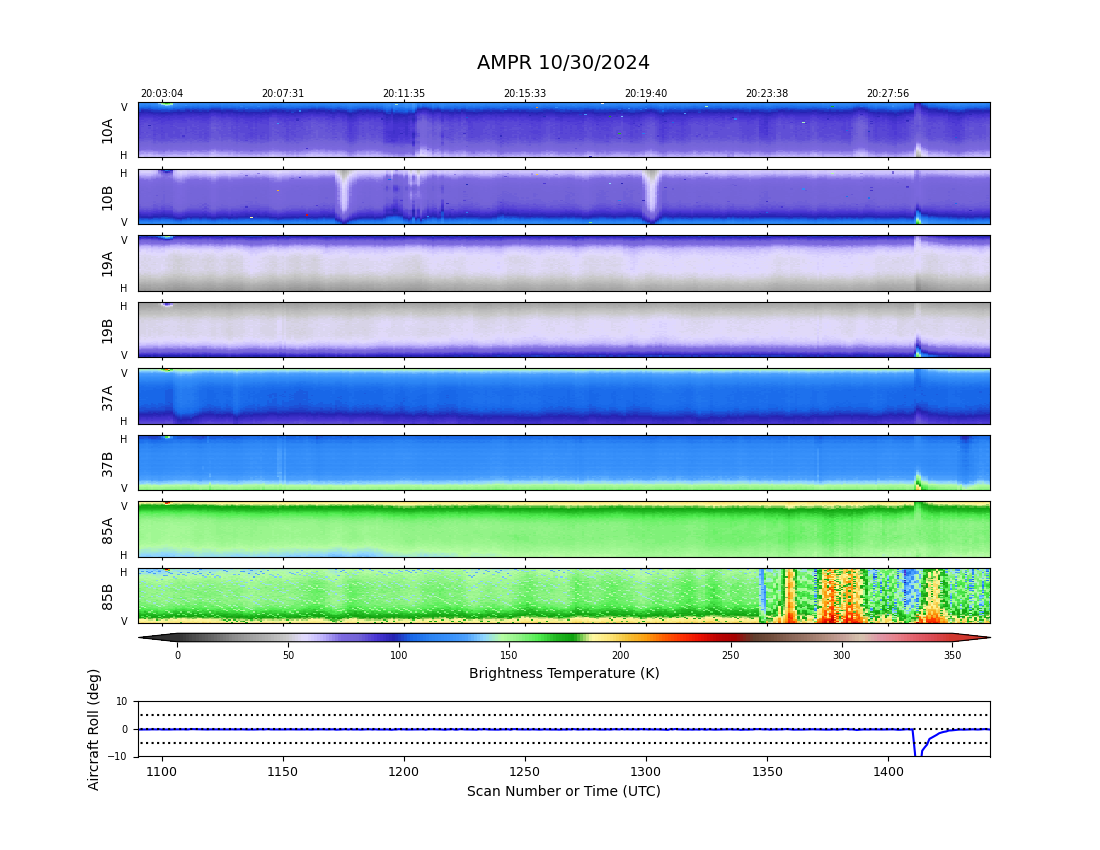 AMPR 10/30/2024
20:03:04 20:07:31 20:11:35 20:15:33 20:19:40 20:23:38 20:27:56
V
10A
H
H
10B
V
V
19A
H
H
19B
V
V
37A
H
H
37B
V
V
85A
H
H
85B
V
0 50 100 150 200 250 300 350
Brightness Temperature (K)
Aircraft Roll (deg)
10
0
−10
1100 1150 1200 1250 1300 1350 1400
Scan Number or Time (UTC)